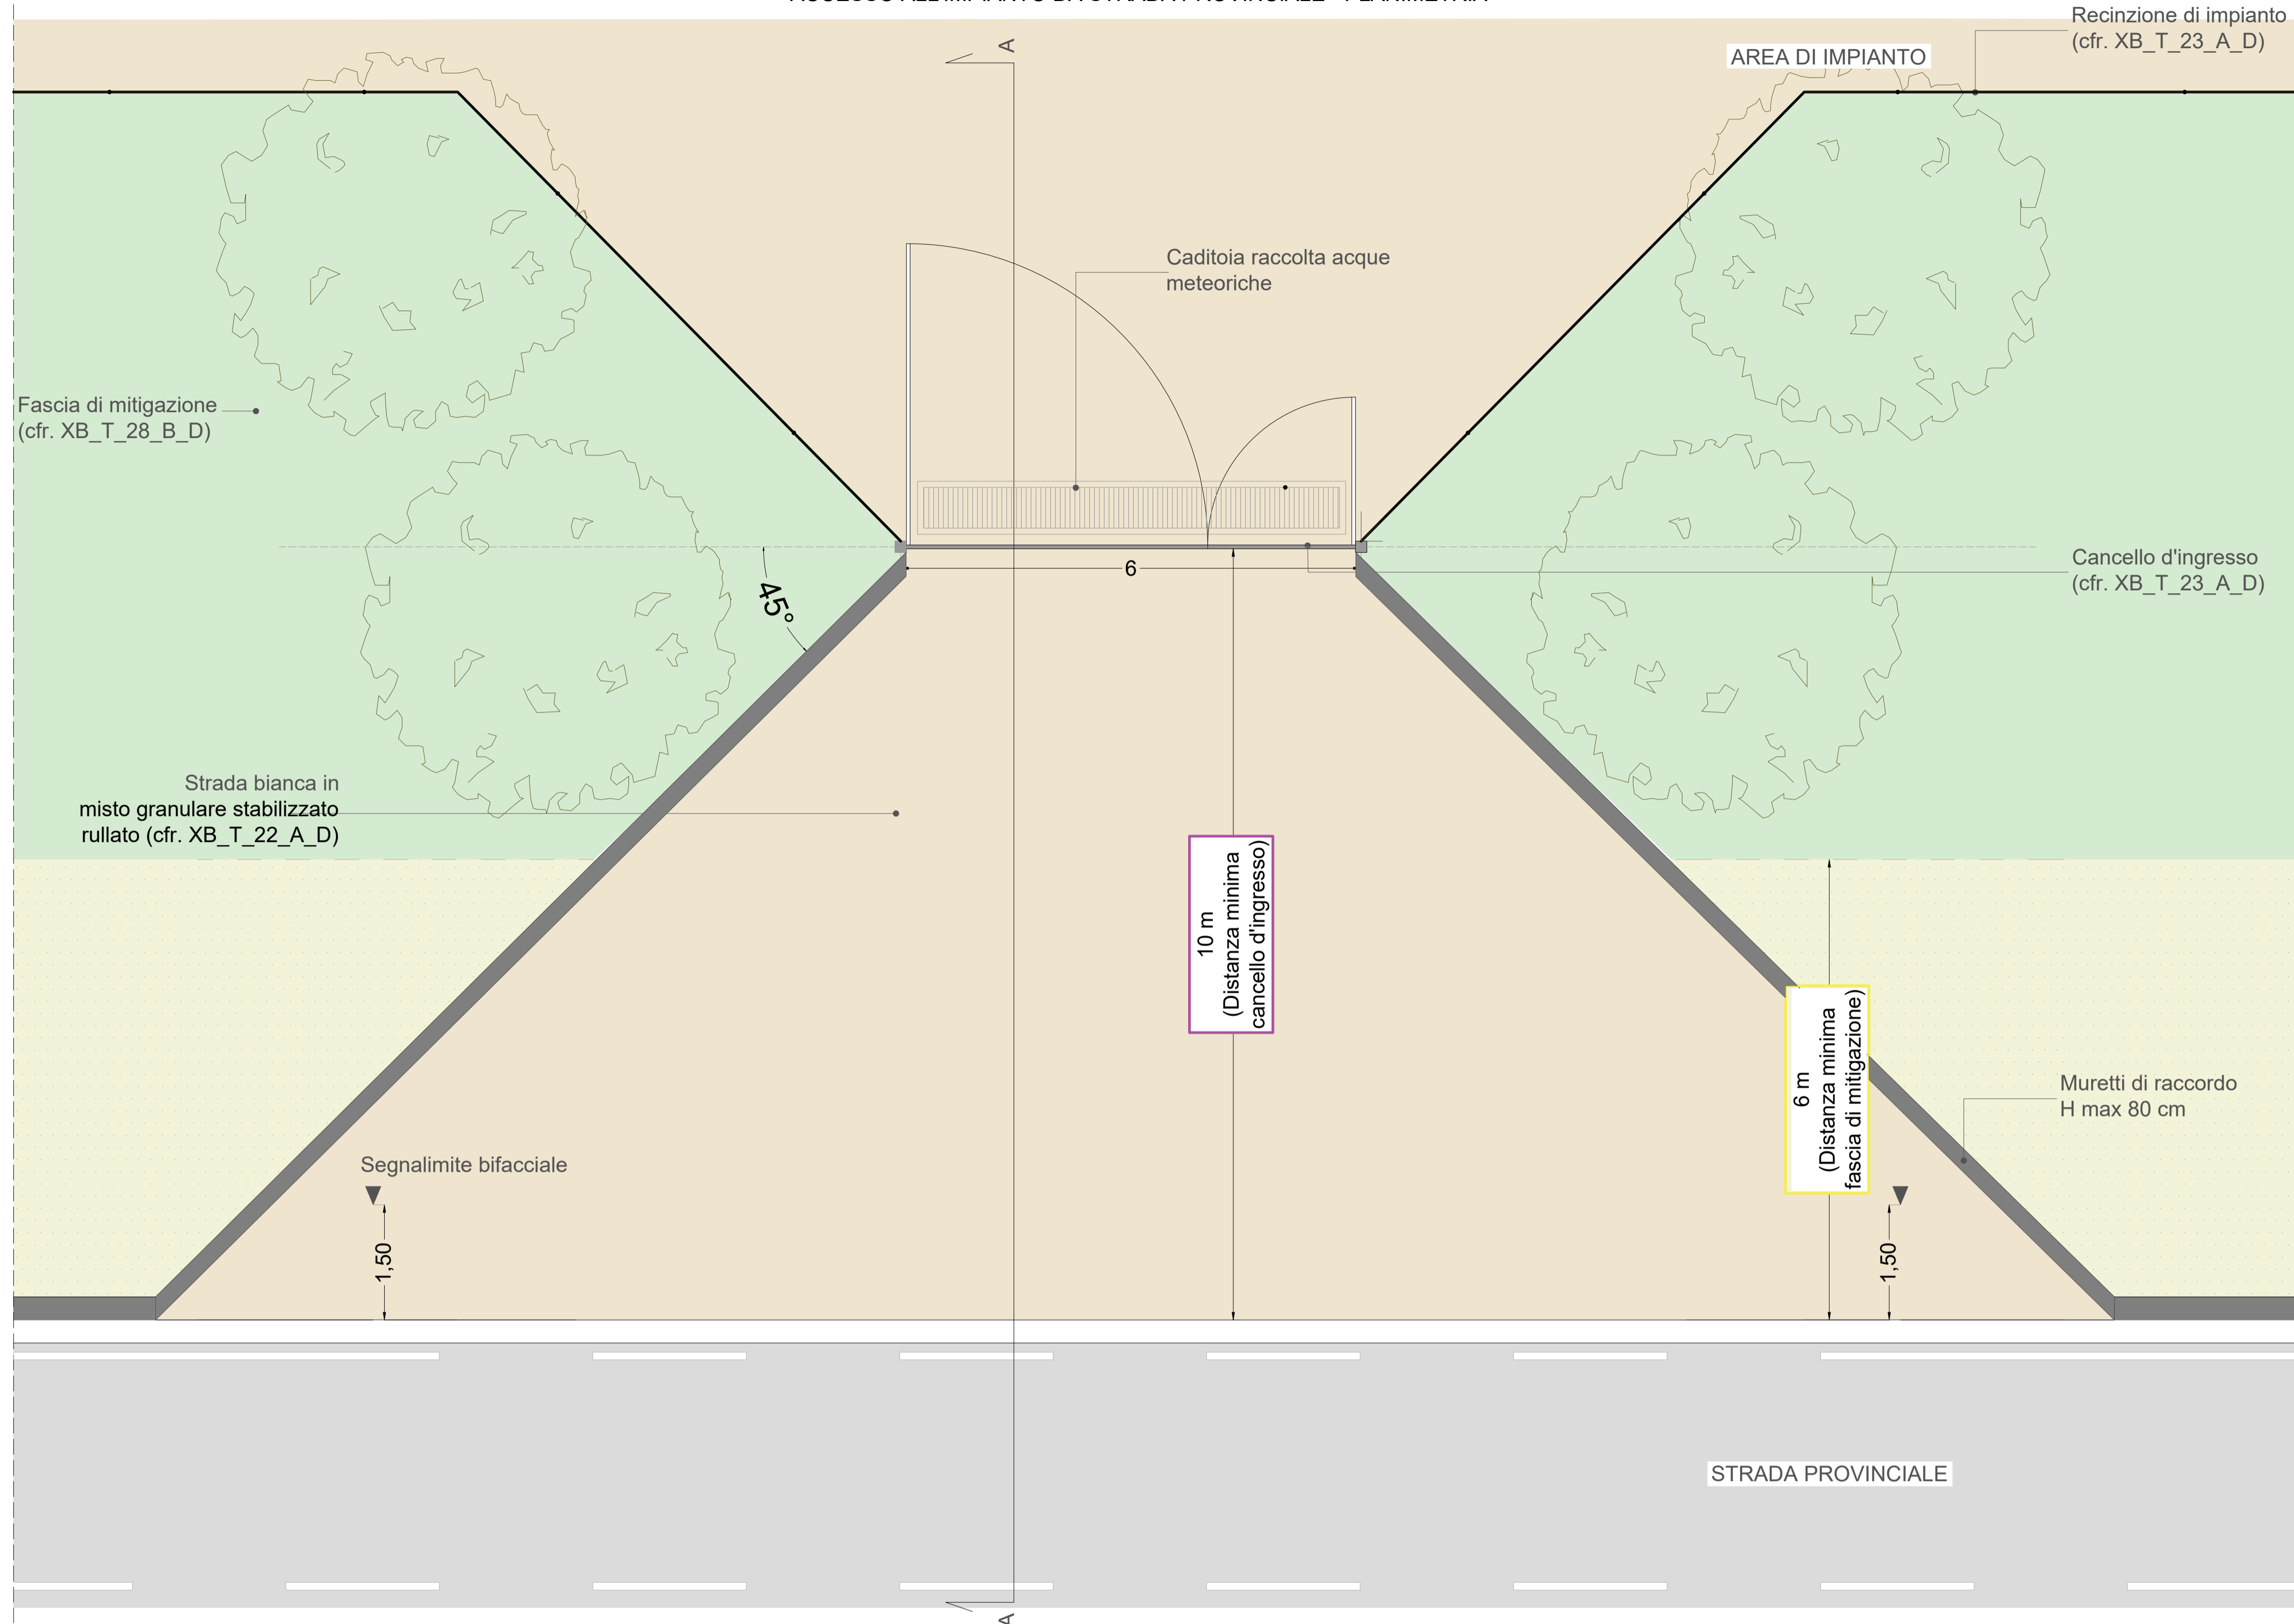 Recinzione di impianto
(cfr. XB_T_23_A_D)
A
AREA DI IMPIANTO
Caditoia raccolta acque
meteoriche
Fascia di mitigazione
(cfr. XB_T_28_B_D)
6
45°
Cancello d'ingresso
(cfr. XB_T_23_A_D)
Strada bianca in
misto granulare stabilizzato
rullato (cfr. XB_T_22_A_D)
10 m
(Distanza minima
cancello d'ingresso)
6 m
(Distanza minima
fascia di mitigazione)
Muretti di raccordo
H max 80 cm
Segnalimite bifacciale
1,50
1,50
STRADA PROVINCIALE
A